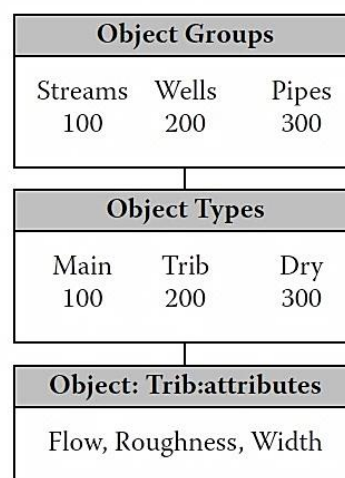 Object Groups
Streams Wells Pipes
100 200 300
Object Types
Main Trib Dry
100 200 300
Object: Trib:attributes
Flow, Roughness, Width